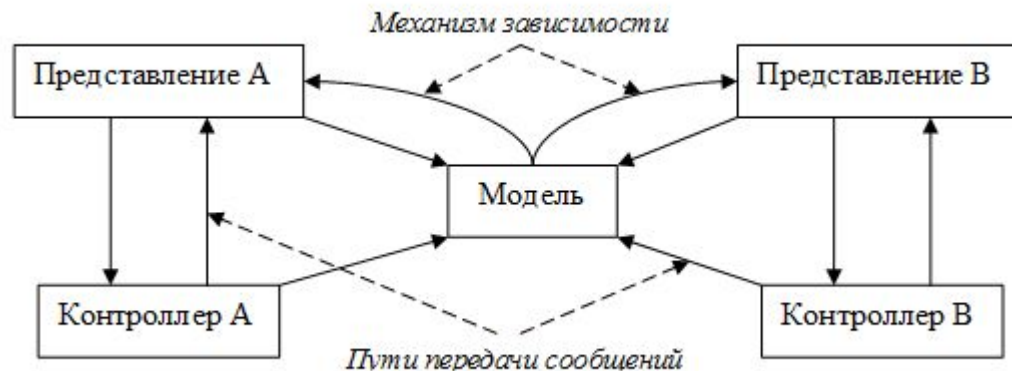 Механизм зависимости
Представление А
Представление В
Модель
Контроллер А
Контроллер В
Пути передачи сообщений